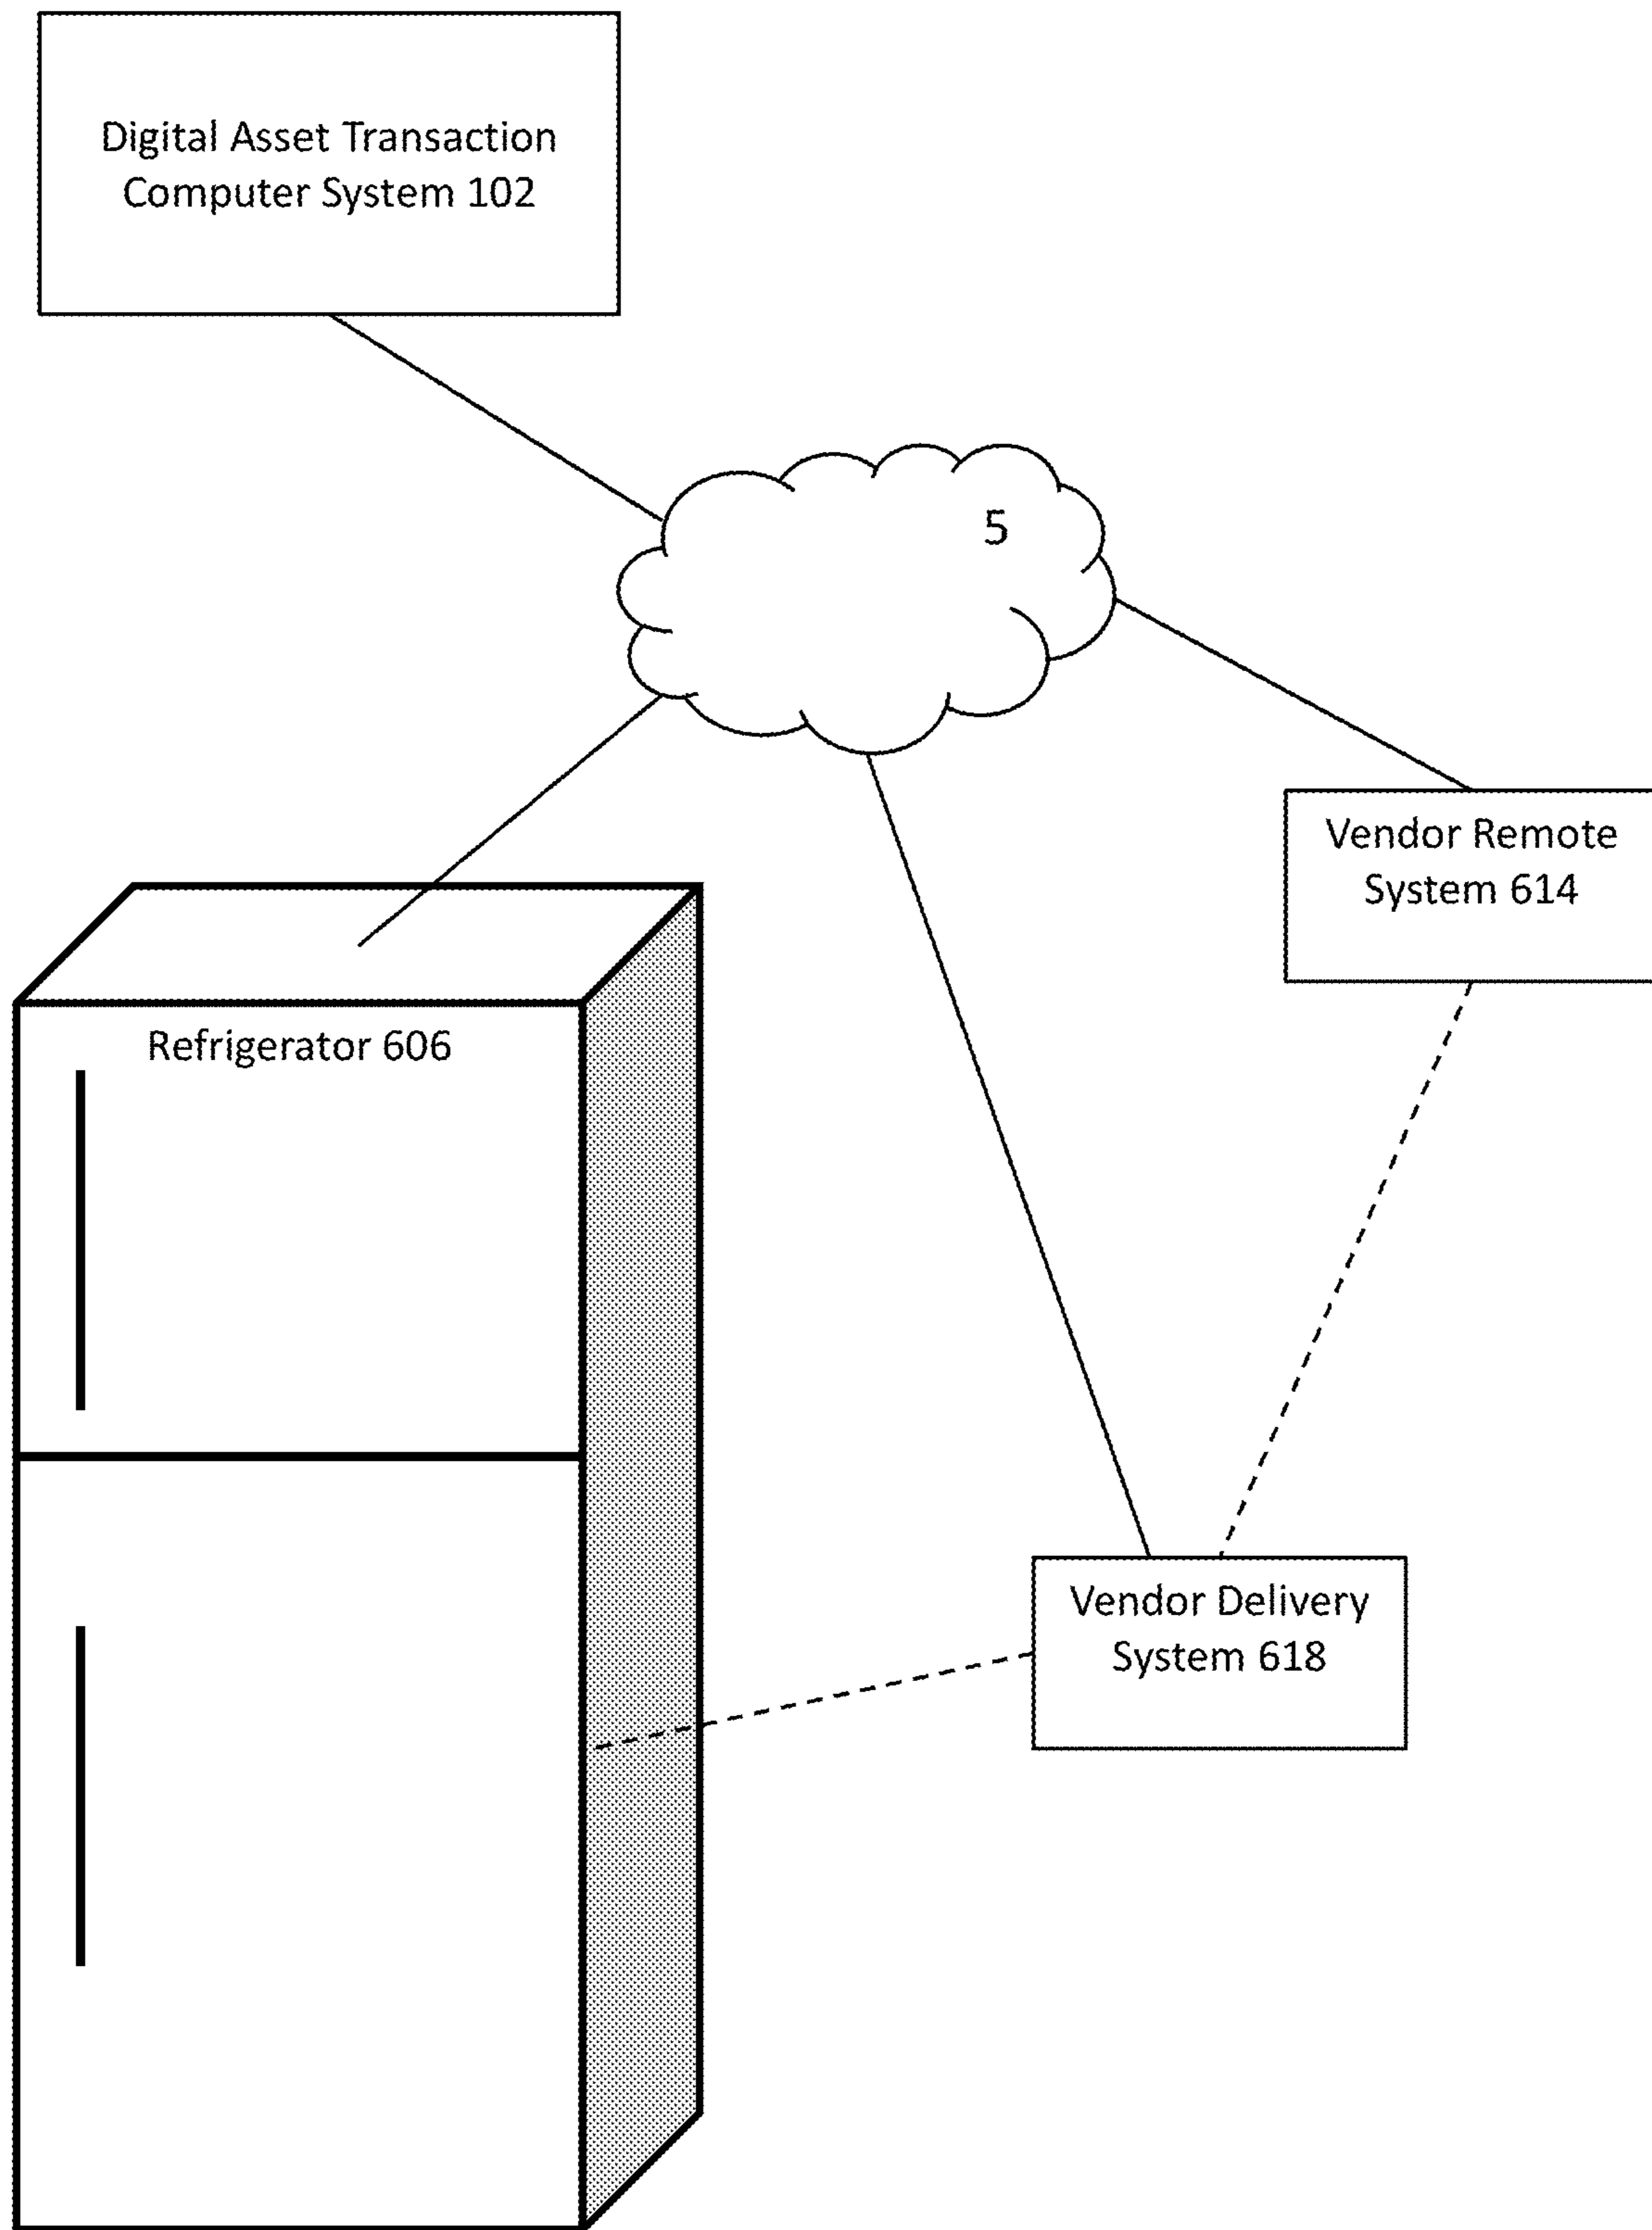 Digital Asset Transaction
Computer System 102
5
Vendor Remote
System 614
Refrigerator 606
Vendor Delivery
System 618